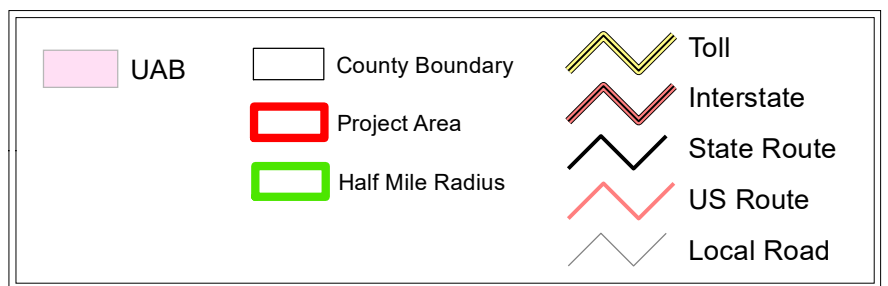 UAB
County Boundary
Project Area
Half Mile Radius
Toll
Interstate
State Route
US Route
Local Road